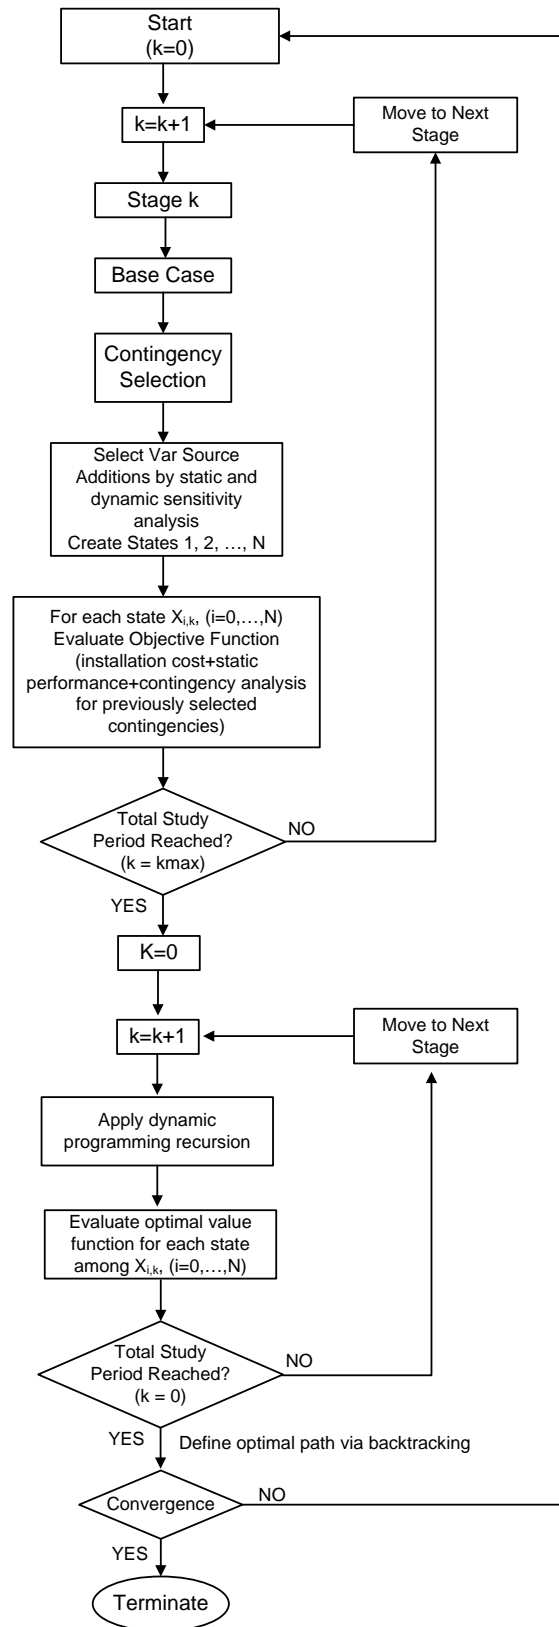 Start
(k=0)
k=k+1
Move to Next
Stage
Stage k
Base Case
Contingency
Selection
Select Var Source
Additions by static and
dynamic sensitivity
analysis
Create States 1, 2, …, N
For each state Xi,k, (i=0,…,N)
Evaluate Objective Function
(installation cost+static
performance+contingency analysis
for previously selected
contingencies)
Total Study
Period Reached?
(k = kmax)
NO
YES
K=0
k=k+1
Move to Next
Stage
Apply dynamic
programming recursion
Evaluate optimal value
function for each state
among Xi,k, (i=0,…,N)
Total Study
Period Reached?
(k = 0)
NO
YES
Define optimal path via backtracking
Convergence
NO
YES
Terminate